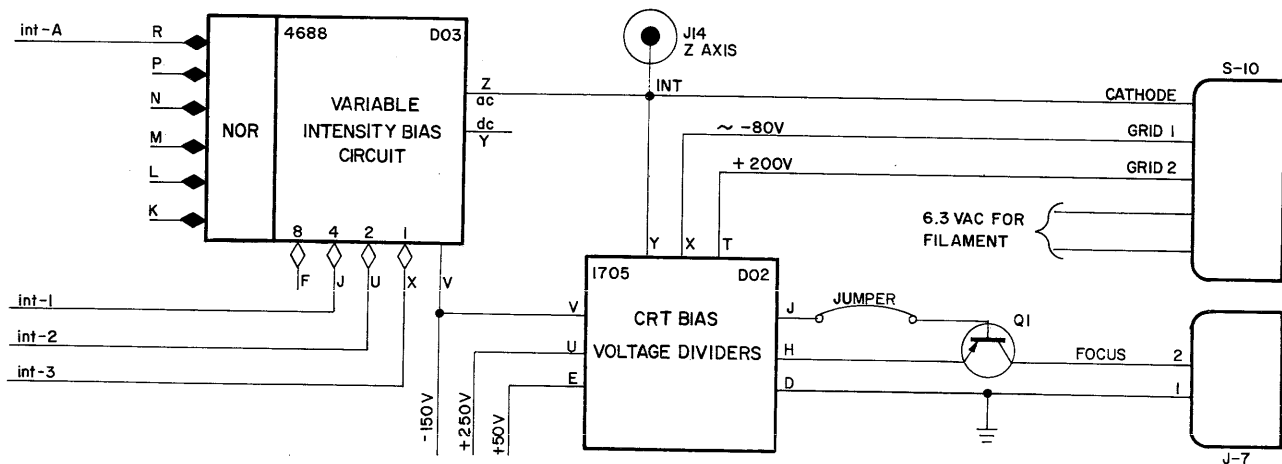 int-A
R
P
N
M
L
K
NOR
4688
D03
VARIABLE
INTENSITY BIAS
CIRCUIT
8
4
2
1
F
J
U
X
V
Z
ac
dc
Y
J14
Z AXIS
INT
CATHODE
~ -80V
GRID 1
+200V
GRID 2
6.3 VAC FOR
FILAMENT
S-10
int-1
int-2
int-3
-150V
+250V
+50V
Y
X
T
1705
D02
V
U
E
CRT BIAS
VOLTAGE DIVIDERS
J
H
D
JUMPER
Q1
FOCUS
2
1
J-7